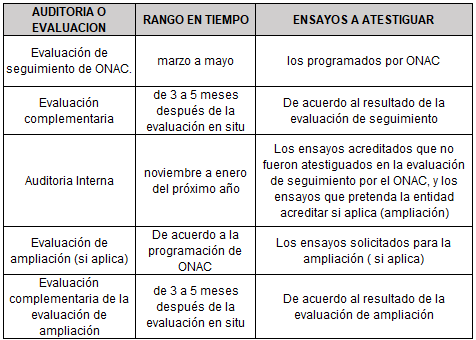 AUDITORIA O
EVALUACION
RANGO EN TIEMPO
ENSAYOS A ATESTIGUAR
Evaluación de
seguimiento de ONAC.
marzo a mayo
los programados por ONAC
Evaluación
complementaria
de 3 a 5 meses
después de la
evaluación en situ
De acuerdo al resultado de la
evaluación de seguimiento
Auditoria Interna
noviembre a enero
del próximo año
Los ensayos acreditados que no
fueron atestiguados en la evaluación
de seguimiento por el ONAC, y los
ensayos que pretenda la entidad
acreditar si aplica (ampliación)
Evaluación de
ampliación (si aplica)
De acuerdo a la
programación de
ONAC
Los ensayos solicitados para la
ampliación ( si aplica)
Evaluación
complementaria de la
evaluación de
ampliación
de 3 a 5 meses
después de la
evaluación en situ
De acuerdo al resultado de la
evaluación de ampliación